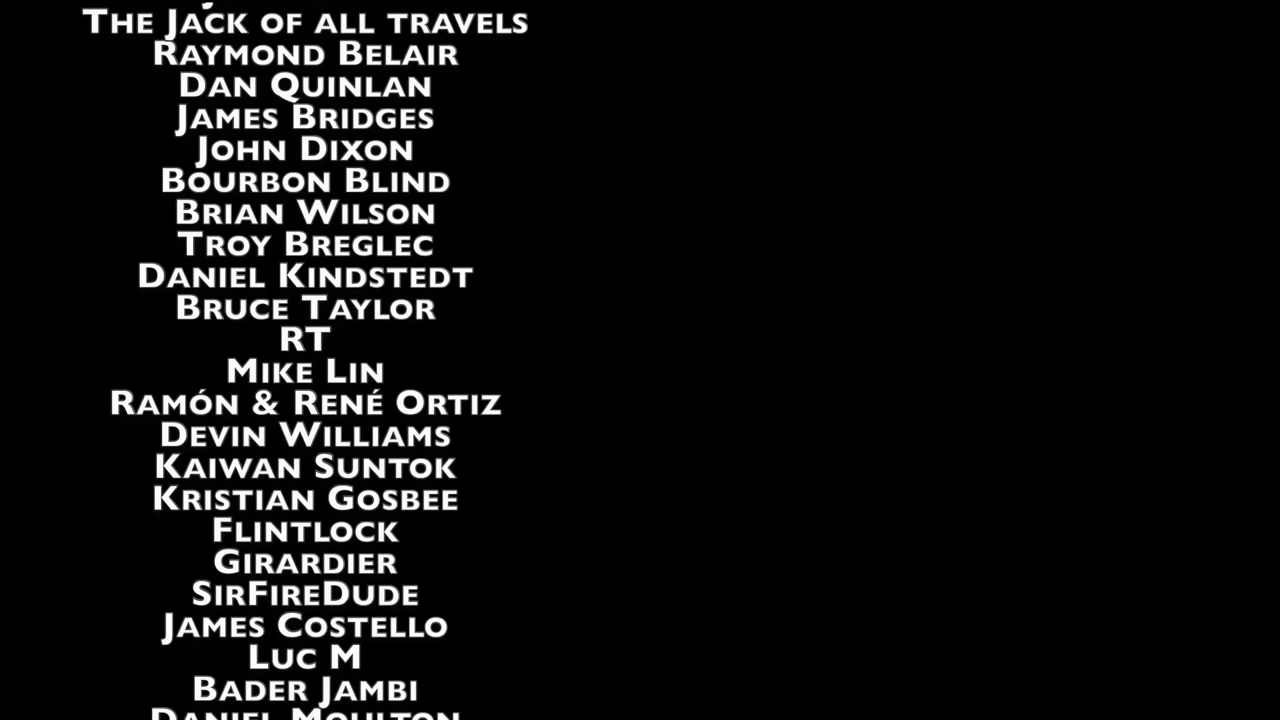 The Jack of all travels
Raymond Belair
Dan Quinlan
James Bridges
John Dixon
Bourbon Blind
Brian Wilson
Troy Breglec
Daniel Kindstedt
Bruce Taylor
RT
Mike Lin
Ramón & René Ortiz
Devin Williams
Kaiwan Suntok
Kristian Gosbee
Flintlock
Girardier
SirFireDude
James Costello
Luc M
Bader Jambi
Daniel Moulton